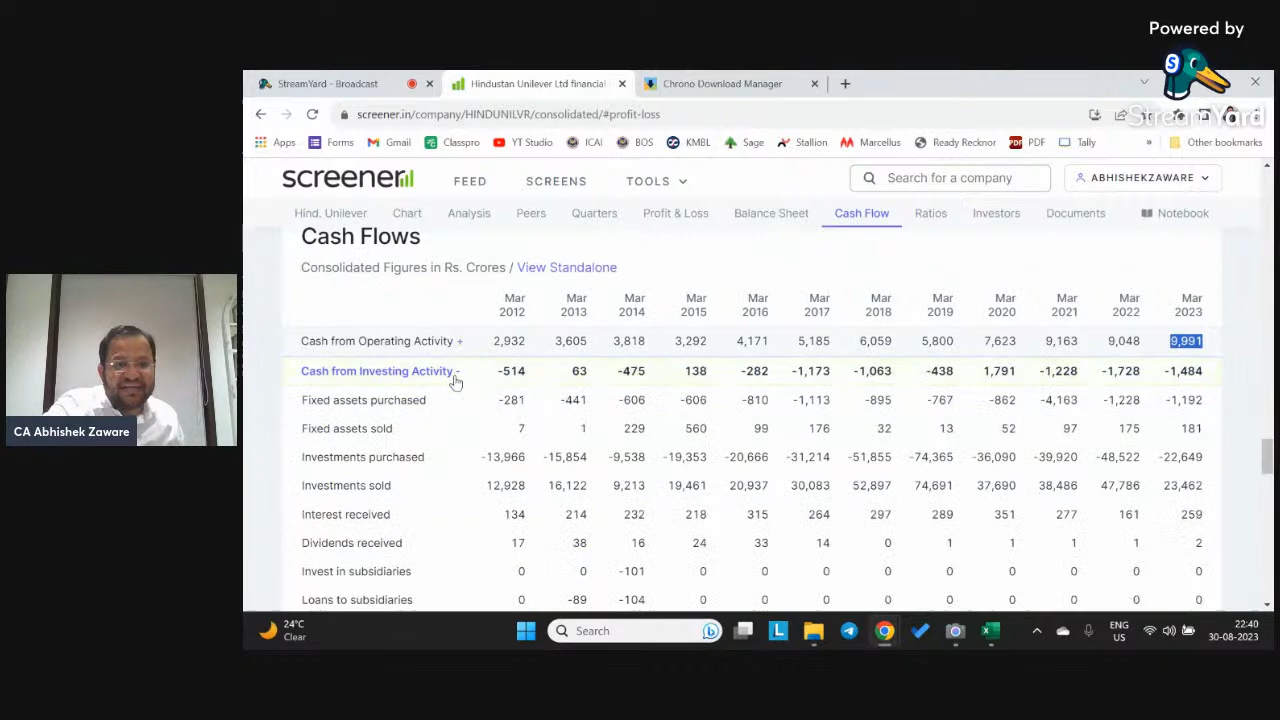 Powered by
S
StreamYard
StreamYard - Broadcast
Hindustan Unilever Ltd financial
Chrono Download Manager
screener.in/company/HINDUNILVR/consolidated/#profit-loss
Apps Forms Gmail Classpro YT Studio ICAI BOS KMBL Sage Stallion Marcellus Ready Recknor PDF PDF Tally » Other bookmarks
screener FEED SCREENS TOOLS Search for a company ABHISHEKZAWARE
Hind. Unilever Chart Analysis Peers Quarters Profit & Loss Balance Sheet Cash Flow Ratios Investors Documents Notebook
Cash Flows
Consolidated Figures in Rs. Crores / View Standalone
Mar 2012 Mar 2013 Mar 2014 Mar 2015 Mar 2016 Mar 2017 Mar 2018 Mar 2019 Mar 2020 Mar 2021 Mar 2022 Mar 2023
Cash from Operating Activity + 2,932 3,605 3,818 3,292 4,171 5,185 6,059 5,800 7,623 9,163 9,048 9,991
Cash from Investing Activity - -514 63 -475 138 -282 -1,173 -1,063 -438 1,791 -1,228 -1,728 -1,484
Fixed assets purchased -281 -441 -606 -606 -810 -1,113 -895 -767 -862 -4,163 -1,228 -1,192
Fixed assets sold 7 1 229 560 99 176 32 13 52 97 175 181
Investments purchased -13,966 -15,854 -9,538 -19,353 -20,666 -31,214 -51,855 -74,365 -36,090 -39,920 -48,522 -22,649
Investments sold 12,928 16,122 9,213 19,461 20,937 30,083 52,897 74,691 37,690 38,486 47,786 23,462
Interest received 134 214 232 218 315 264 297 289 351 277 161 259
Dividends received 17 38 16 24 33 14 0 1 1 1 1 2
Invest in subsidiaries 0 0 -101 0 0 0 0 0 0 0 0 0
Loans to subsidiaries 0 -89 -104 0 0 0 0 0 0 0 0 0
CA Abhishek Zaware
24°C
Clear
Search
L
ENG
US
22:40
30-08-2023